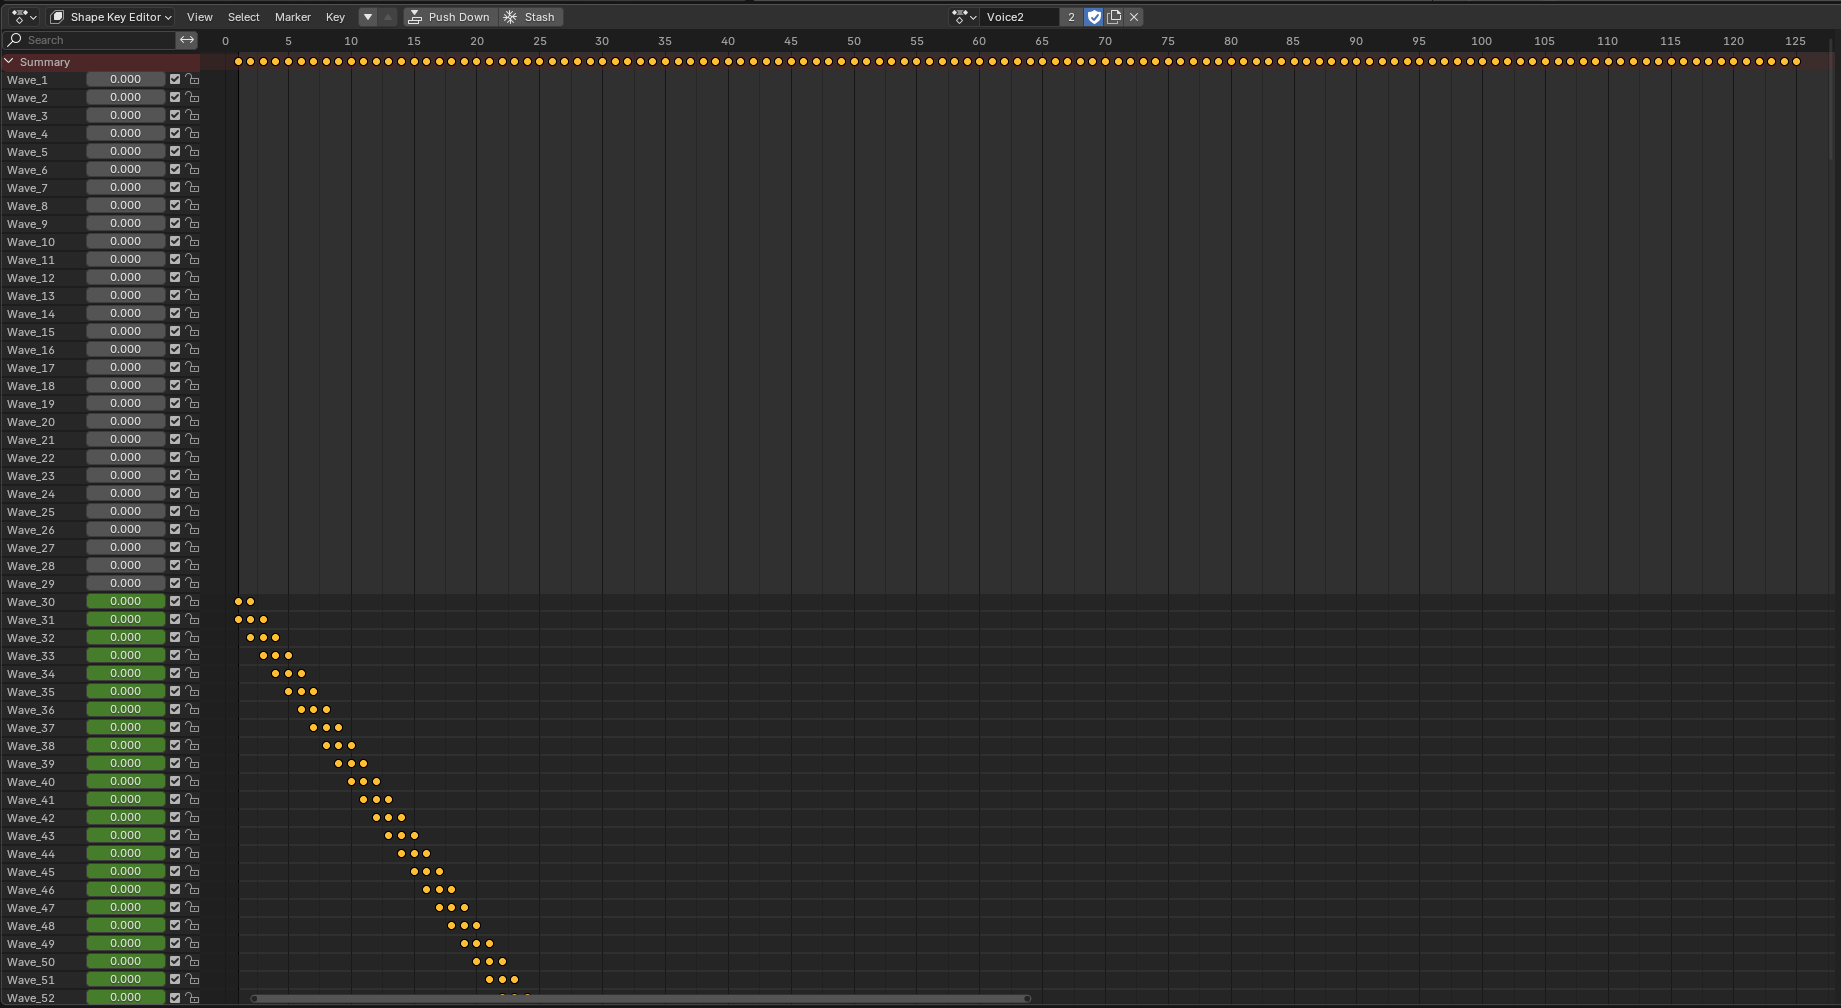 Shape Key Editor View Select Marker Key Push Down Stash Voice2 2
Search 0 5 10 15 20 25 30 35 40 45 50 55 60 65 70 75 80 85 90 95 100 105 110 115 120 125
Summary
Wave_1 0.000
Wave_2 0.000
Wave_3 0.000
Wave_4 0.000
Wave_5 0.000
Wave_6 0.000
Wave_7 0.000
Wave_8 0.000
Wave_9 0.000
Wave_10 0.000
Wave_11 0.000
Wave_12 0.000
Wave_13 0.000
Wave_14 0.000
Wave_15 0.000
Wave_16 0.000
Wave_17 0.000
Wave_18 0.000
Wave_19 0.000
Wave_20 0.000
Wave_21 0.000
Wave_22 0.000
Wave_23 0.000
Wave_24 0.000
Wave_25 0.000
Wave_26 0.000
Wave_27 0.000
Wave_28 0.000
Wave_29 0.000
Wave_30 0.000
Wave_31 0.000
Wave_32 0.000
Wave_33 0.000
Wave_34 0.000
Wave_35 0.000
Wave_36 0.000
Wave_37 0.000
Wave_38 0.000
Wave_39 0.000
Wave_40 0.000
Wave_41 0.000
Wave_42 0.000
Wave_43 0.000
Wave_44 0.000
Wave_45 0.000
Wave_46 0.000
Wave_47 0.000
Wave_48 0.000
Wave_49 0.000
Wave_50 0.000
Wave_51 0.000
Wave_52 0.000